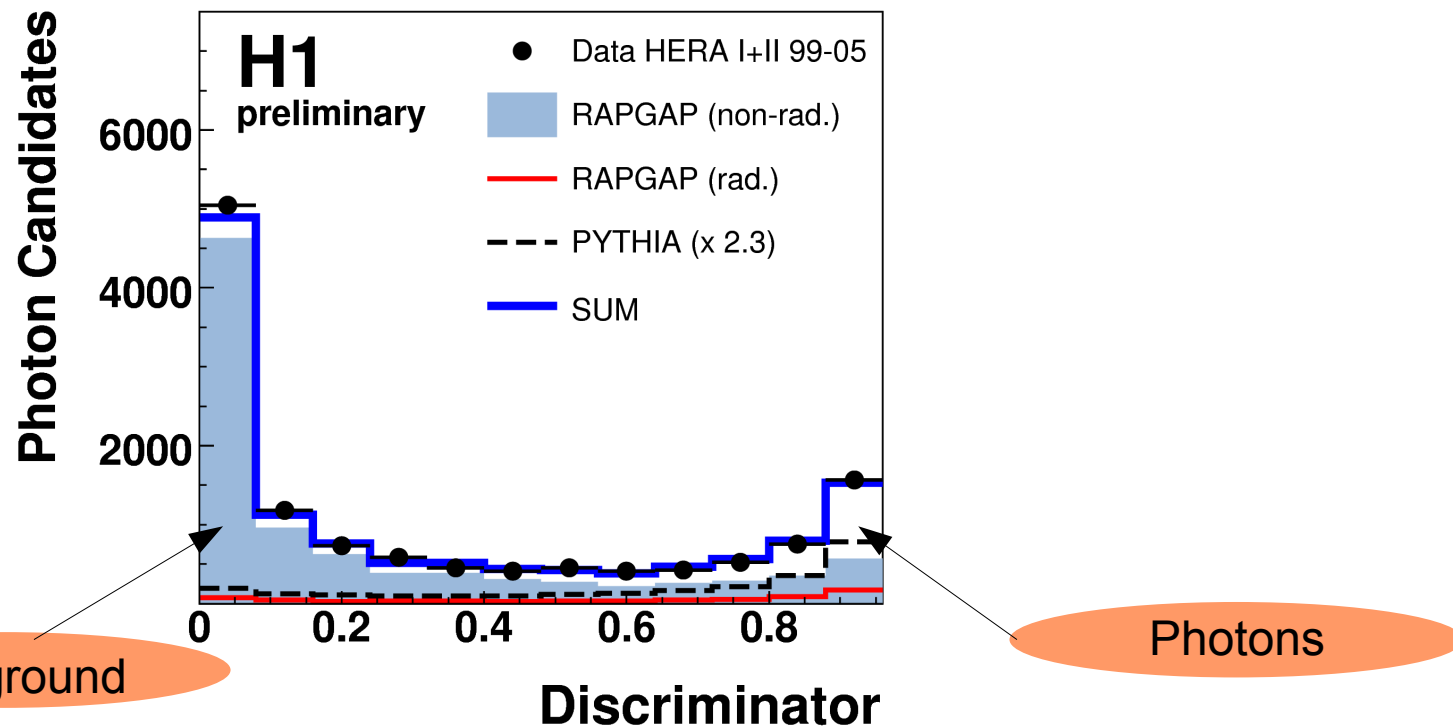 Photon Candidates
H1
preliminary
Data HERA I+II 99-05
RAPGAP (non-rad.)
RAPGAP (rad.)
PYTHIA (x 2.3)
SUM
6000
4000
2000
0 0.2 0.4 0.6 0.8
Discriminator
ground
Photons